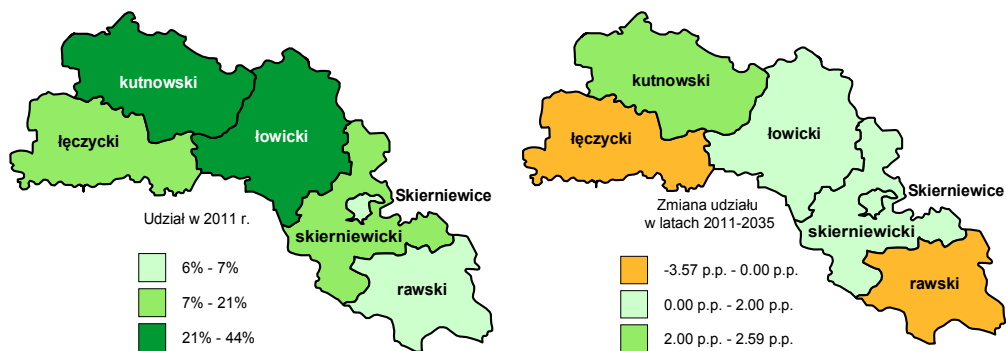 kutnowski
łęczycki
łowicki
Skierniewice
skierniewicki
rawski
Udział w 2011 r.
6% - 7%
7% - 21%
21% - 44%
kutnowski
łęczycki
łowicki
Skierniewice
skierniewicki
rawski
Zmiana udziału
w latach 2011-2035
-3.57 p.p. - 0.00 p.p.
0.00 p.p. - 2.00 p.p.
2.00 p.p. - 2.59 p.p.